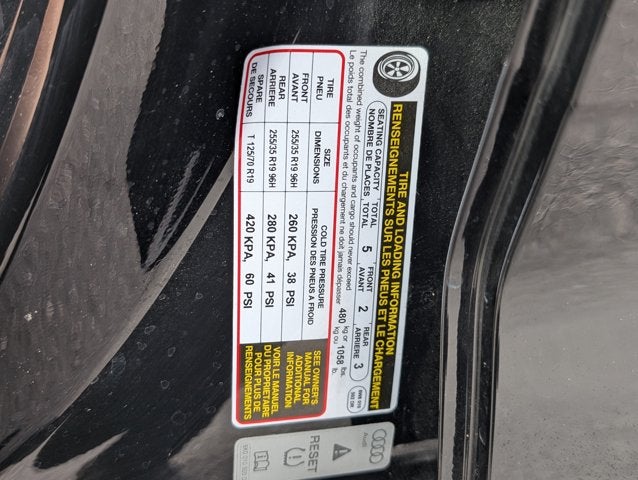 TIRE AND LOADING INFORMATION
RENSEIGNEMENTS SUR LES PNEUS ET LE CHARGEMENT
SEATING CAPACITY TOTAL 5 FRONT 2 REAR 3
NOMBRE DE PLACES TOTAL AVANT ARRIERE
The combined weight of occupants and cargo should never exceed 480 kg or 1058 lbs.
Le poids total des occupants et du chargement ne doit jamais dépasser kg ou lb.
TIRE SIZE COLD TIRE PRESSURE
PNEU DIMENSIONS PRESSION DES PNEUS A FROID
FRONT
AVANT 255/35 R19 96H 260 KPA, 38 PSI
REAR
ARRIERE 255/35 R19 96H 280 KPA, 41 PSI
SPARE
DE SECOURS T 125/70 R19 420 KPA, 60 PSI
SEE OWNER'S
MANUAL FOR
ADDITIONAL
INFORMATION
VOIR LE MANUEL
DU PROPRIETAIRE
POUR PLUS DE
RENSEIGNEMENTS
Audi
RESET